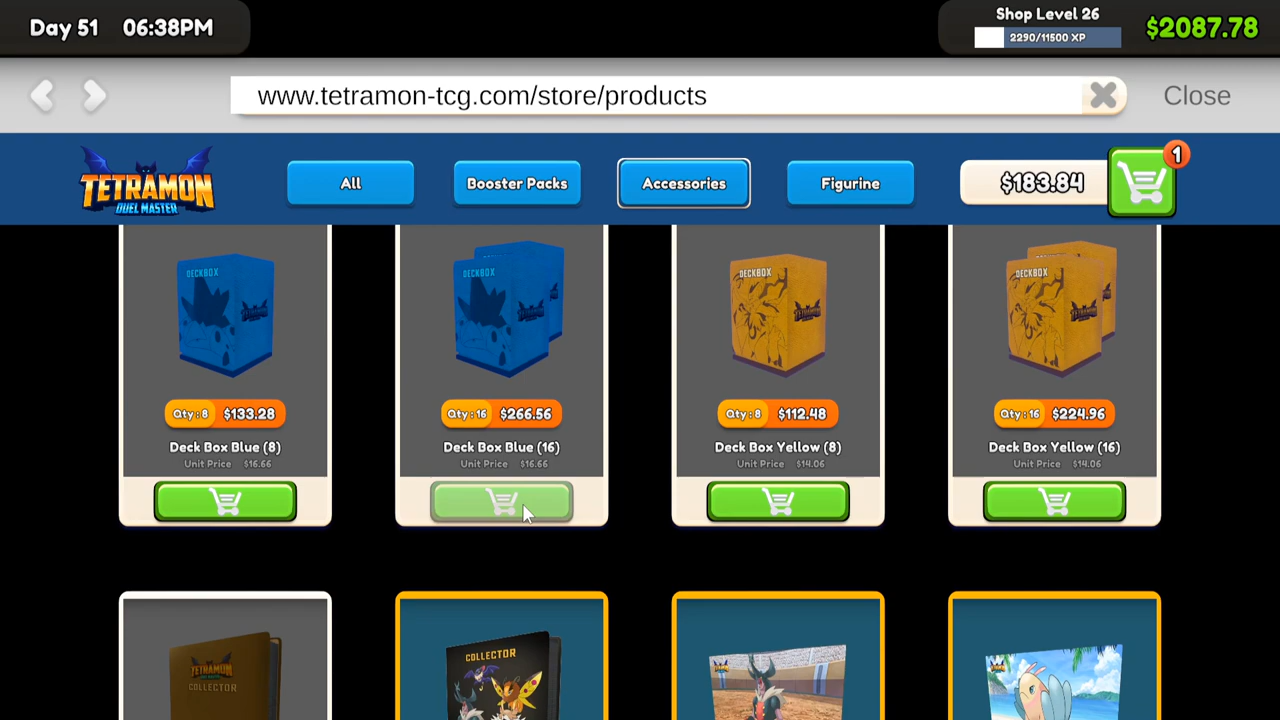 Day 51 06:38PM
Shop Level 26
2290/11500 XP
$2087.78
www.tetramon-tcg.com/store/products
Close
TETRAMON
DUEL MASTER
All
Booster Packs
Accessories
Figurine
$183.84
1
DECKBOX
DECKBOX
DECKBOX
DECKBOX
Qty: 8 $133.28
Qty: 16 $266.56
Qty: 8 $112.48
Qty: 16 $224.96
Deck Box Blue (8)
Deck Box Blue (16)
Deck Box Yellow (8)
Deck Box Yellow (16)
Unit Price $16.66
Unit Price $16.66
Unit Price $14.06
Unit Price $14.06
TETRAMON
COLLECTOR
COLLECTOR